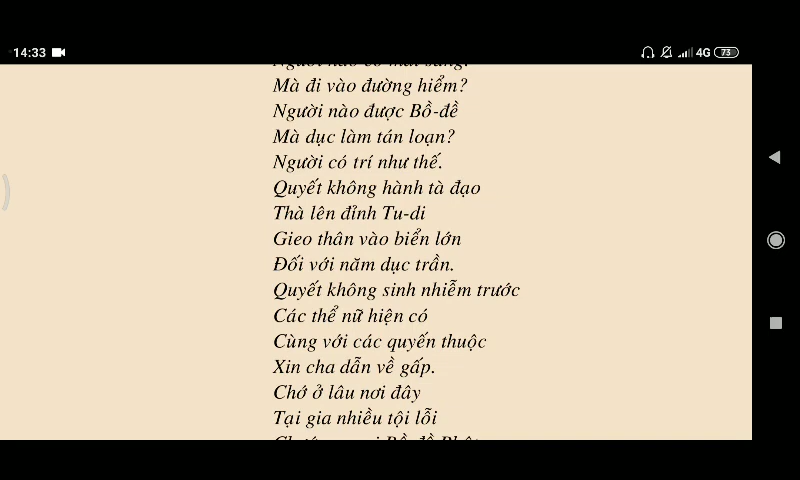 14:33
4G 73
Mà đi vào đường hiểm?
Người nào được Bồ-đề
Mà dục làm tán loạn?
Người có trí như thế.
Quyết không hành tà đạo
Thà lên đỉnh Tu-di
Gieo thân vào biển lớn
Đối với năm dục trần.
Quyết không sinh nhiễm trước
Các thể nữ hiện có
Cùng với các quyến thuộc
Xin cha dẫn về gấp.
Chớ ở lâu nơi đây
Tại gia nhiều tội lỗi